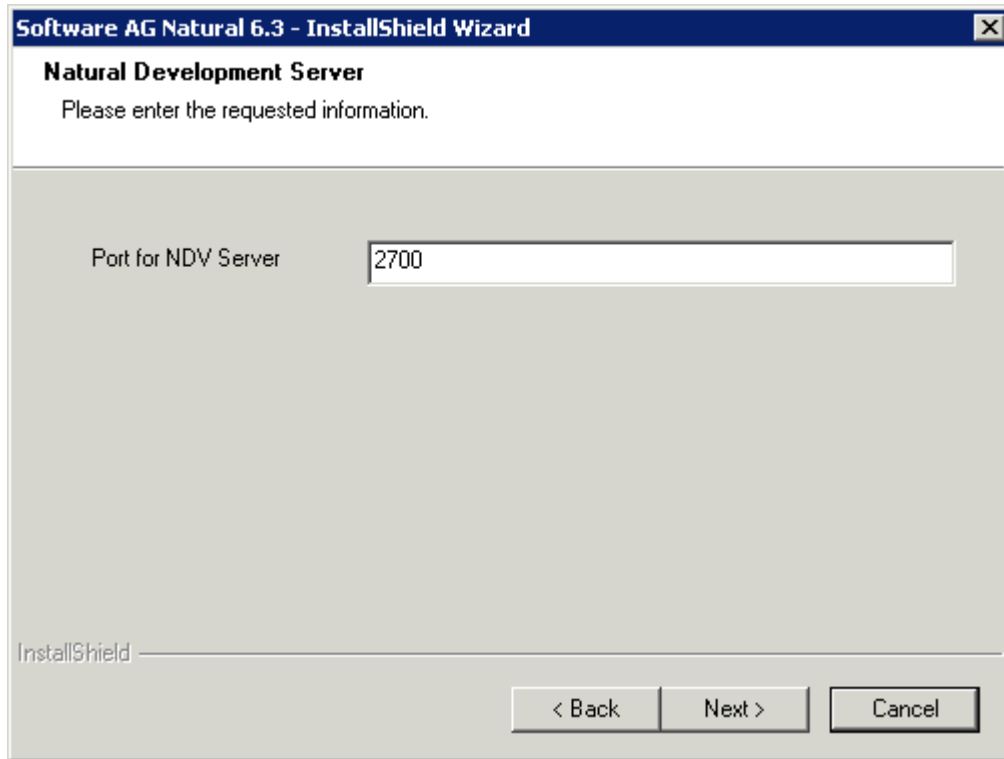 Software AG Natural 6.3 - InstallShield Wizard
Natural Development Server
Please enter the requested information.
Port for NDV Server 2700
InstallShield
< Back Next > Cancel